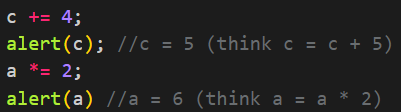 c += 4;
alert(c); //c = 5 (think c = c + 5)
a *= 2;
alert(a) //a = 6 (think a = a * 2)